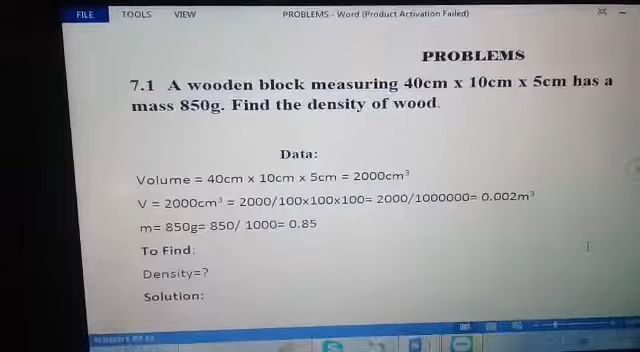 FILE TOOLS VIEW PROBLEMS - Word (Product Activation Failed)
PROBLEMS
7.1 A wooden block measuring 40cm x 10cm x 5cm has a
mass 850g. Find the density of wood.
Data:
Volume = 40cm x 10cm x 5cm = 2000cm³
V = 2000cm³ = 2000/100x100x100= 2000/1000000= 0.002m³
m= 850g= 850/ 1000= 0.85
To Find:
Density=?
Solution: